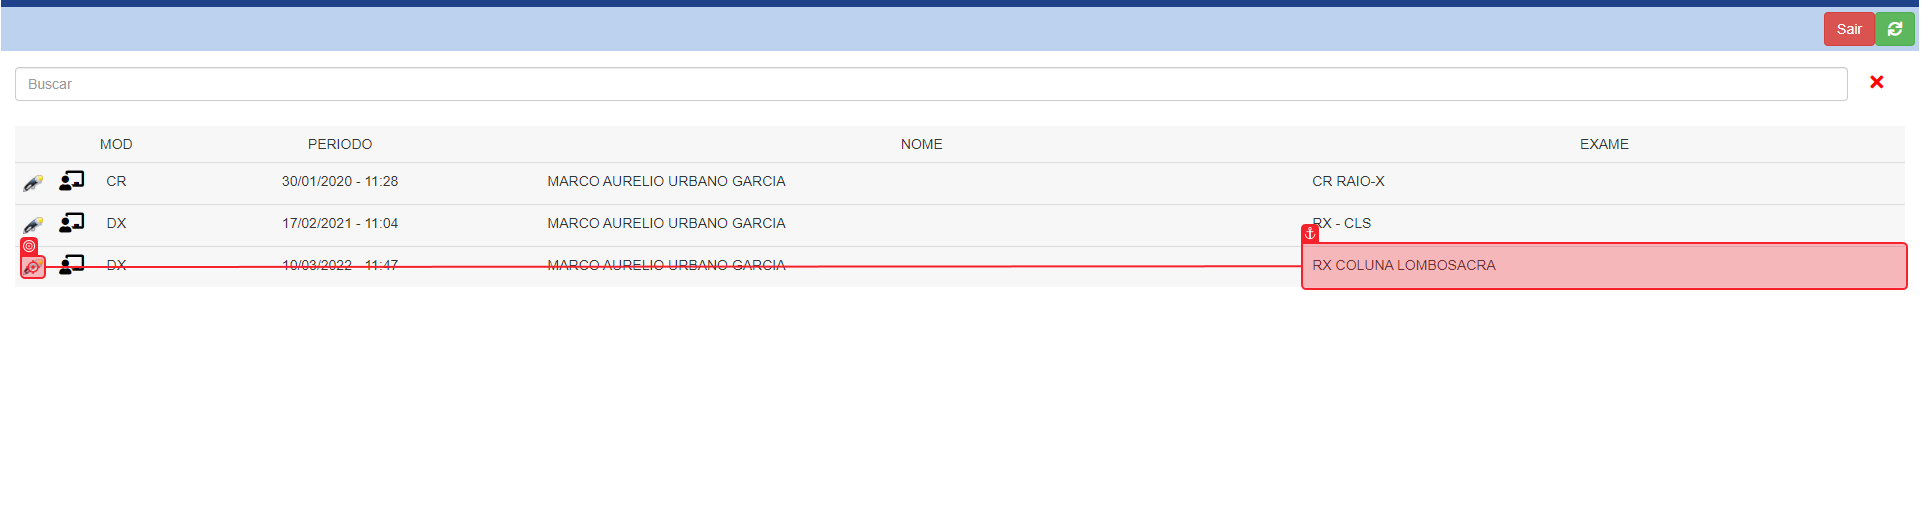 Sair
Buscar
MOD PERIODO NOME EXAME
CR 30/01/2020 - 11:28 MARCO AURELIO URBANO GARCIA CR RAIO-X
DX 17/02/2021 - 11:04 MARCO AURELIO URBANO GARCIA RX - CLS
DX 10/03/2022 - 11:47 MARCO AURELIO URBANO GARCIA RX COLUNA LOMBOSACRA